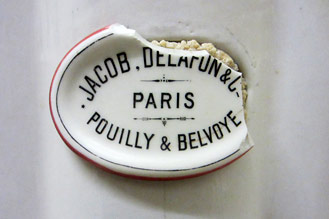 · JACOB, DELAFON & C
PARIS
POUILLY & BELVOYE